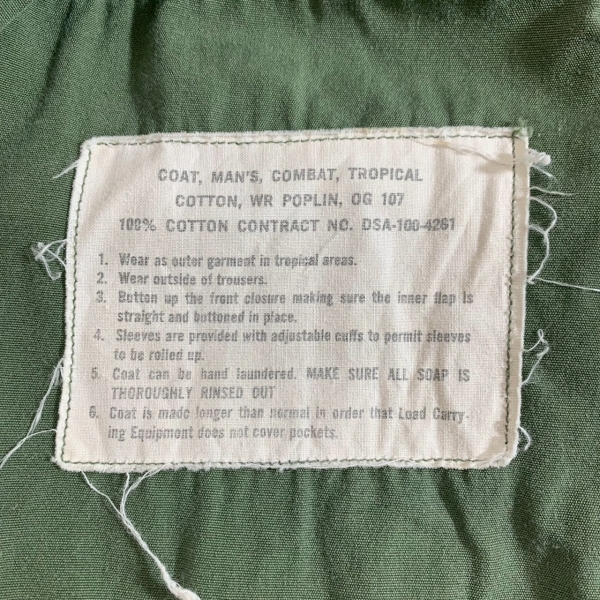 COAT, MAN'S, COMBAT, TROPICAL
COTTON, WR POPLIN, OG 107
100% COTTON CONTRACT NO. DSA-100-4261
1. Wear as outer garment in tropical areas.
2. Wear outside of trousers.
3. Button up the front closure making sure the inner flap is
straight and buttoned in place.
4. Sleeves are provided with adjustable cuffs to permit sleeves
to be rolled up.
5. Coat can be hand laundered. MAKE SURE ALL SOAP IS
THOROUGHLY RINSED OUT
6. Coat is made longer than normal in order that Load Carry-
ing Equipment does not cover pockets.